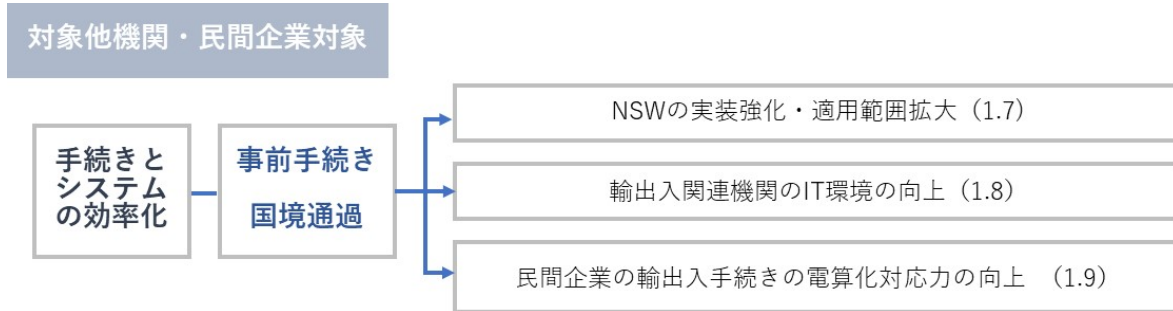 対象他機関・民間企業対象
手続きと
システム
の効率化
事前手続き
国境通過
NSWの実装強化・適用範囲拡大（1.7）
輸出入関連機関のIT環境の向上（1.8）
民間企業の輸出入手続きの電算化対応力の向上　（1.9）